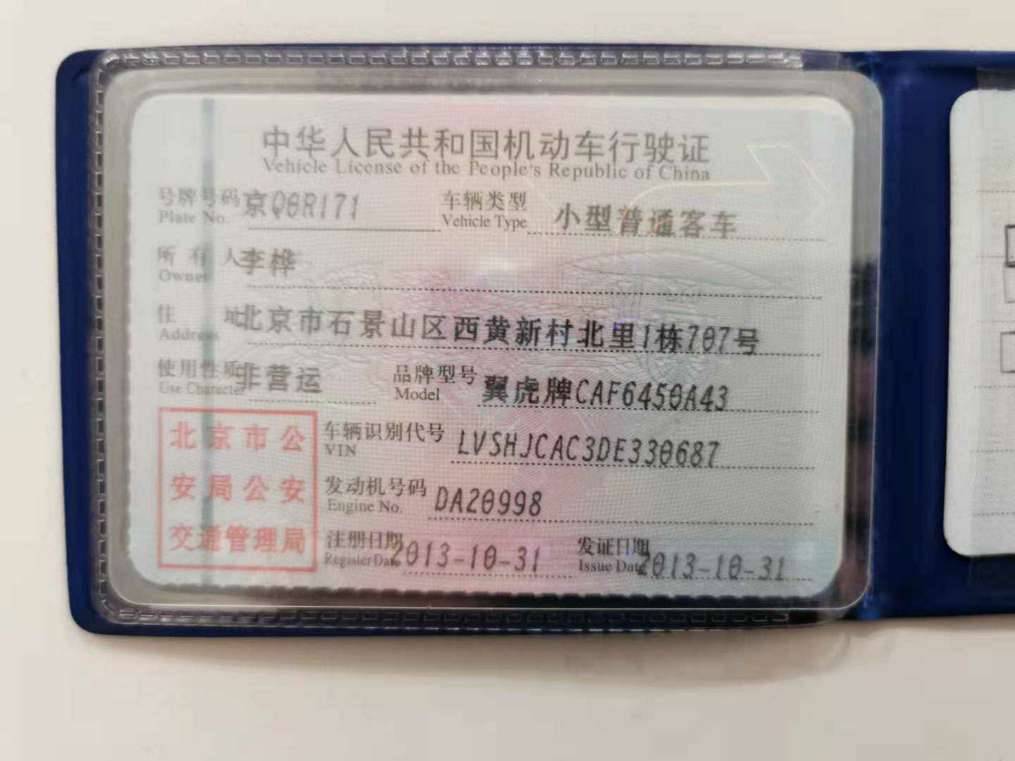 中华人民共和国机动车行驶证
Vehicle License of the People's Republic of China
号牌号码 京Q8R171 车辆类型 小型普通客车
Plate No. Vehicle Type
所有人 李桦
Owner
住址 北京市石景山区西黄新村北里1栋707号
Address
使用性质 非营运 品牌型号 翼虎牌CAF6450A43
Use Character Model
车辆识别代号 LVSHJCAC3DE330687
VIN
发动机号码 DA20998
Engine No.
注册日期 2013-10-31 发证日期 2013-10-31
Register Date Issue Date
北京市公
安局公安
交通管理局